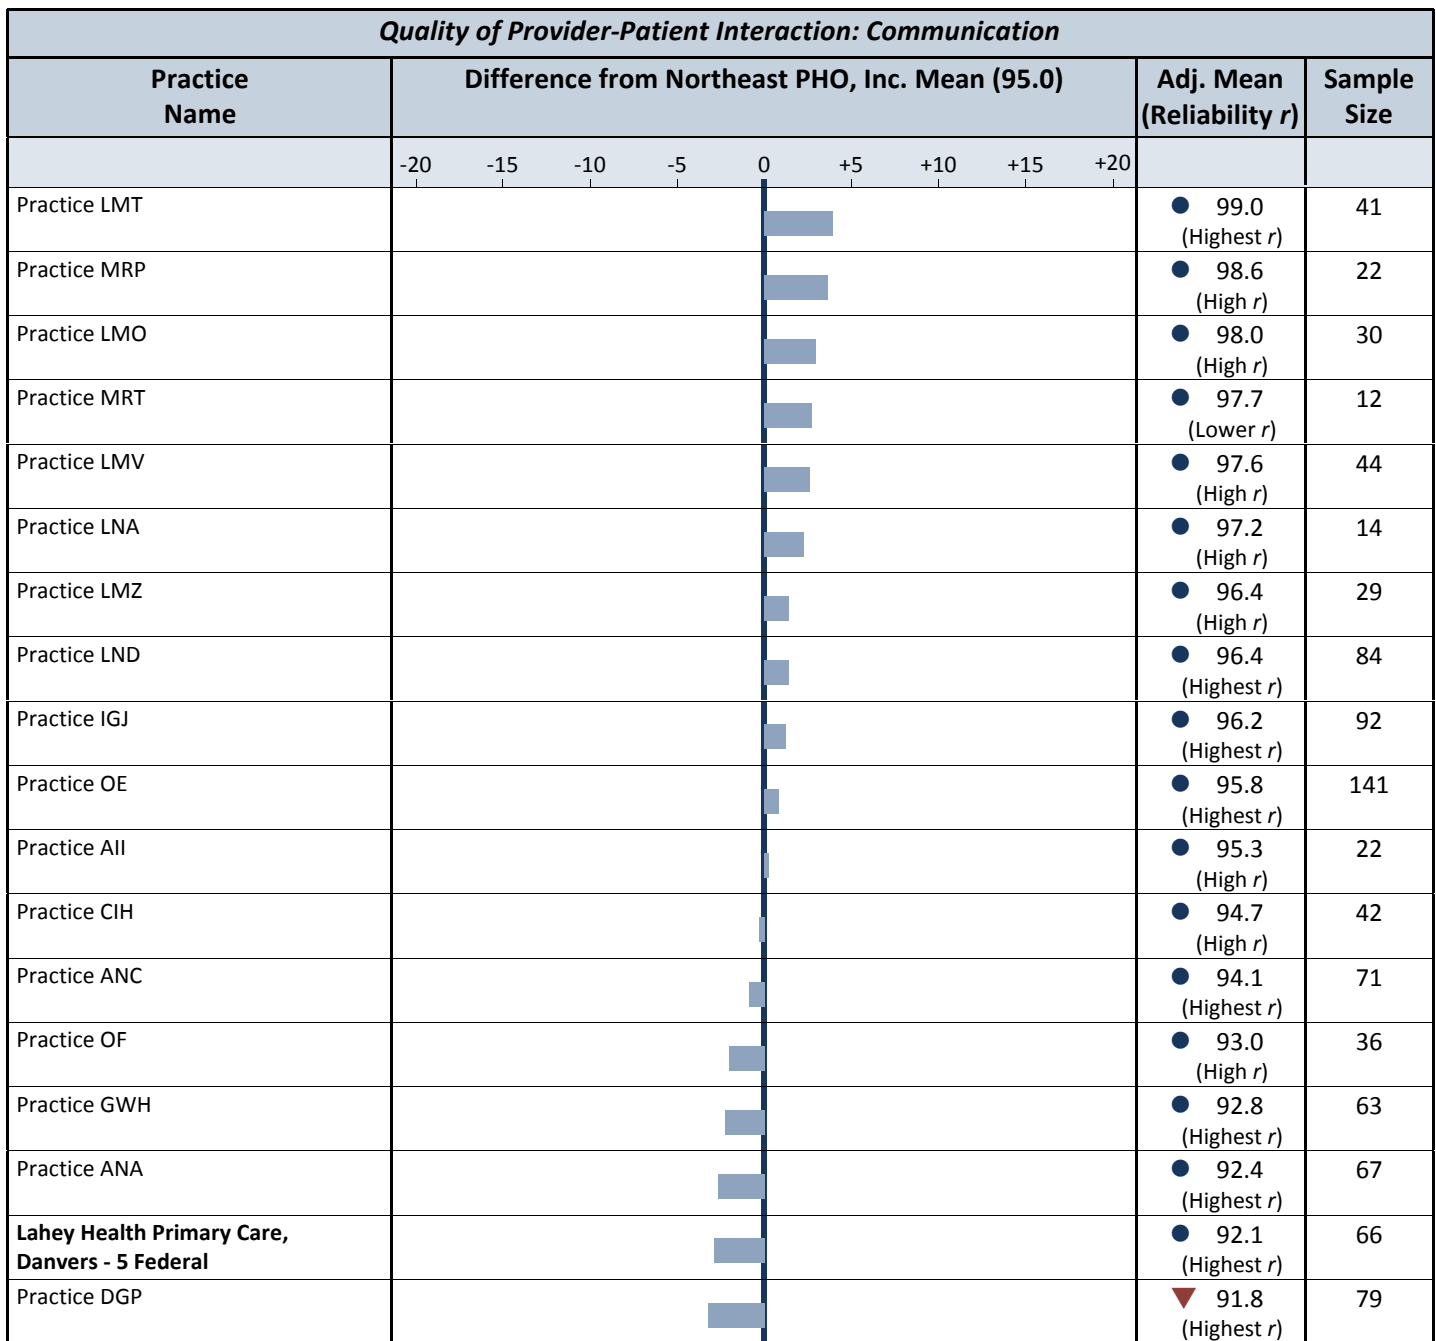 Quality of Provider-Patient Interaction: Communication
Practice Name
Difference from Northeast PHO, Inc. Mean (95.0)
Adj. Mean (Reliability r)
Sample Size
-20 -15 -10 -5 0 +5 +10 +15 +20
Practice LMT 99.0 41
(Highest r)
Practice MRP 98.6 22
(High r)
Practice LMO 98.0 30
(High r)
Practice MRT 97.7 12
(Lower r)
Practice LMV 97.6 44
(High r)
Practice LNA 97.2 14
(High r)
Practice LMZ 96.4 29
(High r)
Practice LND 96.4 84
(Highest r)
Practice IGJ 96.2 92
(Highest r)
Practice OE 95.8 141
(Highest r)
Practice AII 95.3 22
(High r)
Practice CIH 94.7 42
(High r)
Practice ANC 94.1 71
(Highest r)
Practice OF 93.0 36
(High r)
Practice GWH 92.8 63
(Highest r)
Practice ANA 92.4 67
(Highest r)
Lahey Health Primary Care, 92.1 66
Danvers - 5 Federal (Highest r)
Practice DGP 91.8 79
(Highest r)